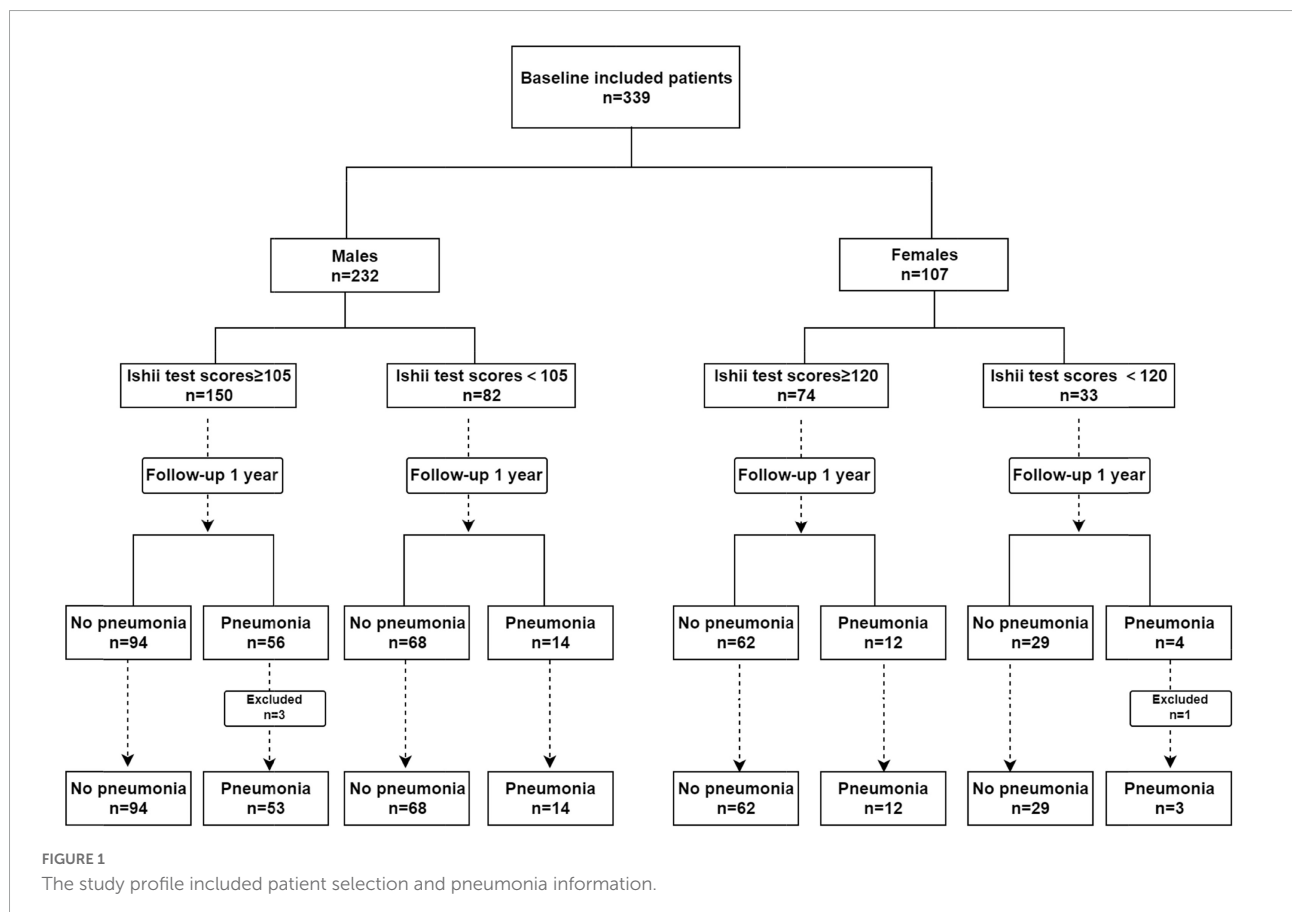 Baseline included patients
n=339
Males
n=232
Females
n=107
Ishii test scores≥105
n=150
Ishii test scores < 105
n=82
Ishii test scores≥120
n=74
Ishii test scores < 120
n=33
Follow-up 1 year
Follow-up 1 year
Follow-up 1 year
Follow-up 1 year
No pneumonia
n=94
Pneumonia
n=56
No pneumonia
n=68
Pneumonia
n=14
No pneumonia
n=62
Pneumonia
n=12
No pneumonia
n=29
Pneumonia
n=4
Excluded
n=3
Excluded
n=1
No pneumonia
n=94
Pneumonia
n=53
No pneumonia
n=68
Pneumonia
n=14
No pneumonia
n=62
Pneumonia
n=12
No pneumonia
n=29
Pneumonia
n=3
FIGURE 1
The study profile included patient selection and pneumonia information.